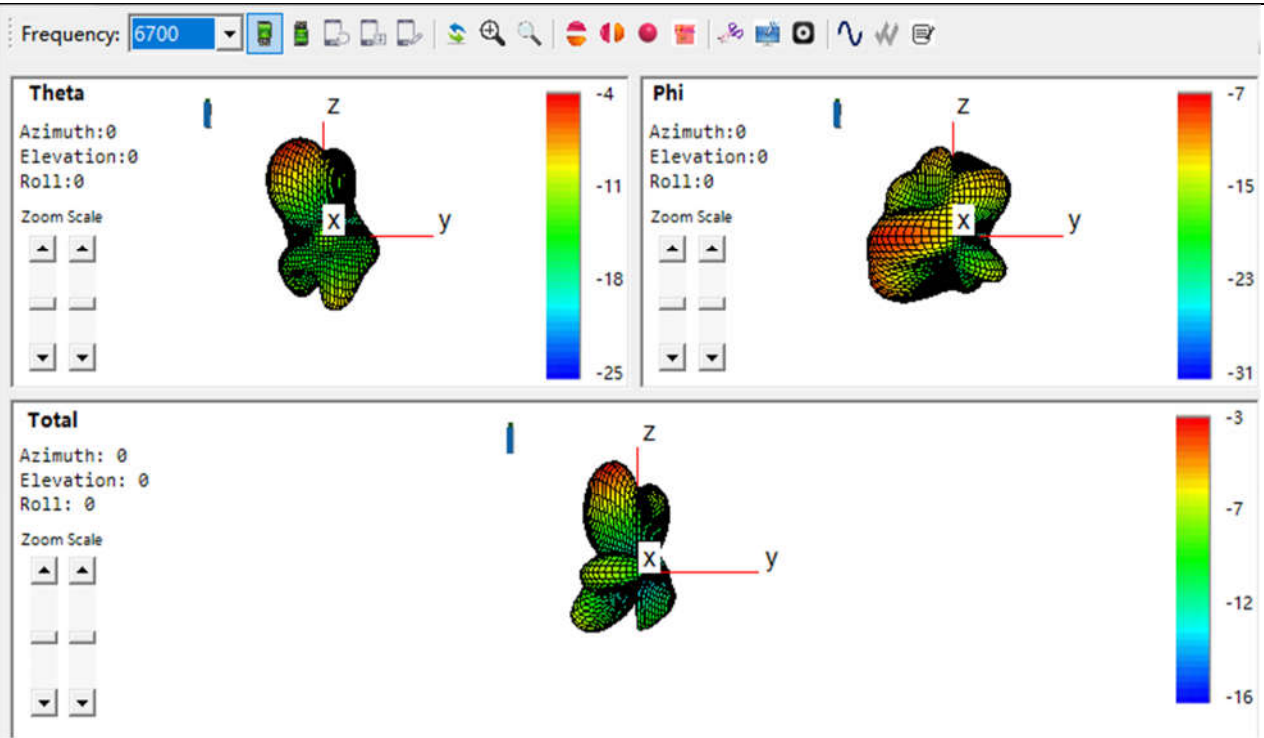 Frequency: 6700
Theta
Azimuth:0
Elevation:0
Roll:0
Zoom Scale
Z
X
y
-4
-11
-18
-25
Phi
Azimuth:0
Elevation:0
Roll:0
Zoom Scale
Z
X
y
-7
-15
-23
-31
Total
Azimuth: 0
Elevation: 0
Roll: 0
Zoom Scale
Z
X
y
-3
-7
-12
-16